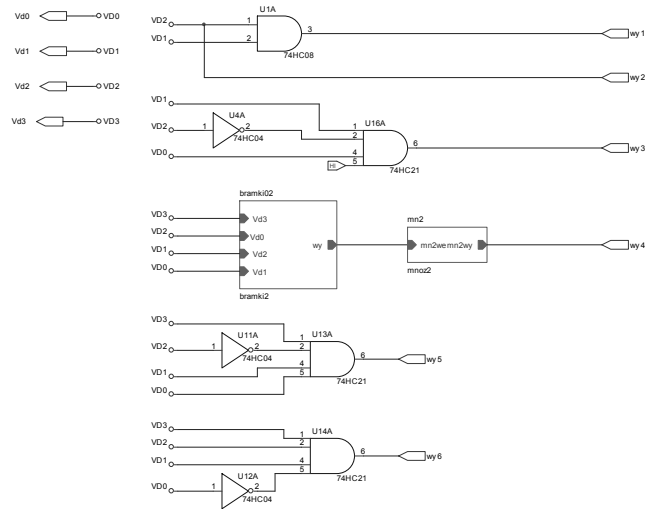 Vd0 VD0
Vd1 VD1
Vd2 VD2
Vd3 VD3
U1A
VD2 1
VD1 2
3 wy1
74HC08
wy2
VD1
U4A
VD2 1 2
74HC04
VD0
U16A
1
2
4
HI 5
6 wy3
74HC21
bramki02
VD3 Vd3
VD2 Vd0
VD1 Vd2
VD0 Vd1
wy
bramki2
mn2
mn2we mn2wy
mnoz2
wy4
VD3
U11A
VD2 1 2
74HC04
VD1
VD0
U13A
1
2
4
5
6 wy5
74HC21
VD3
VD2
VD1
U12A
VD0 1 2
74HC04
U14A
1
2
4
5
6 wy6
74HC21